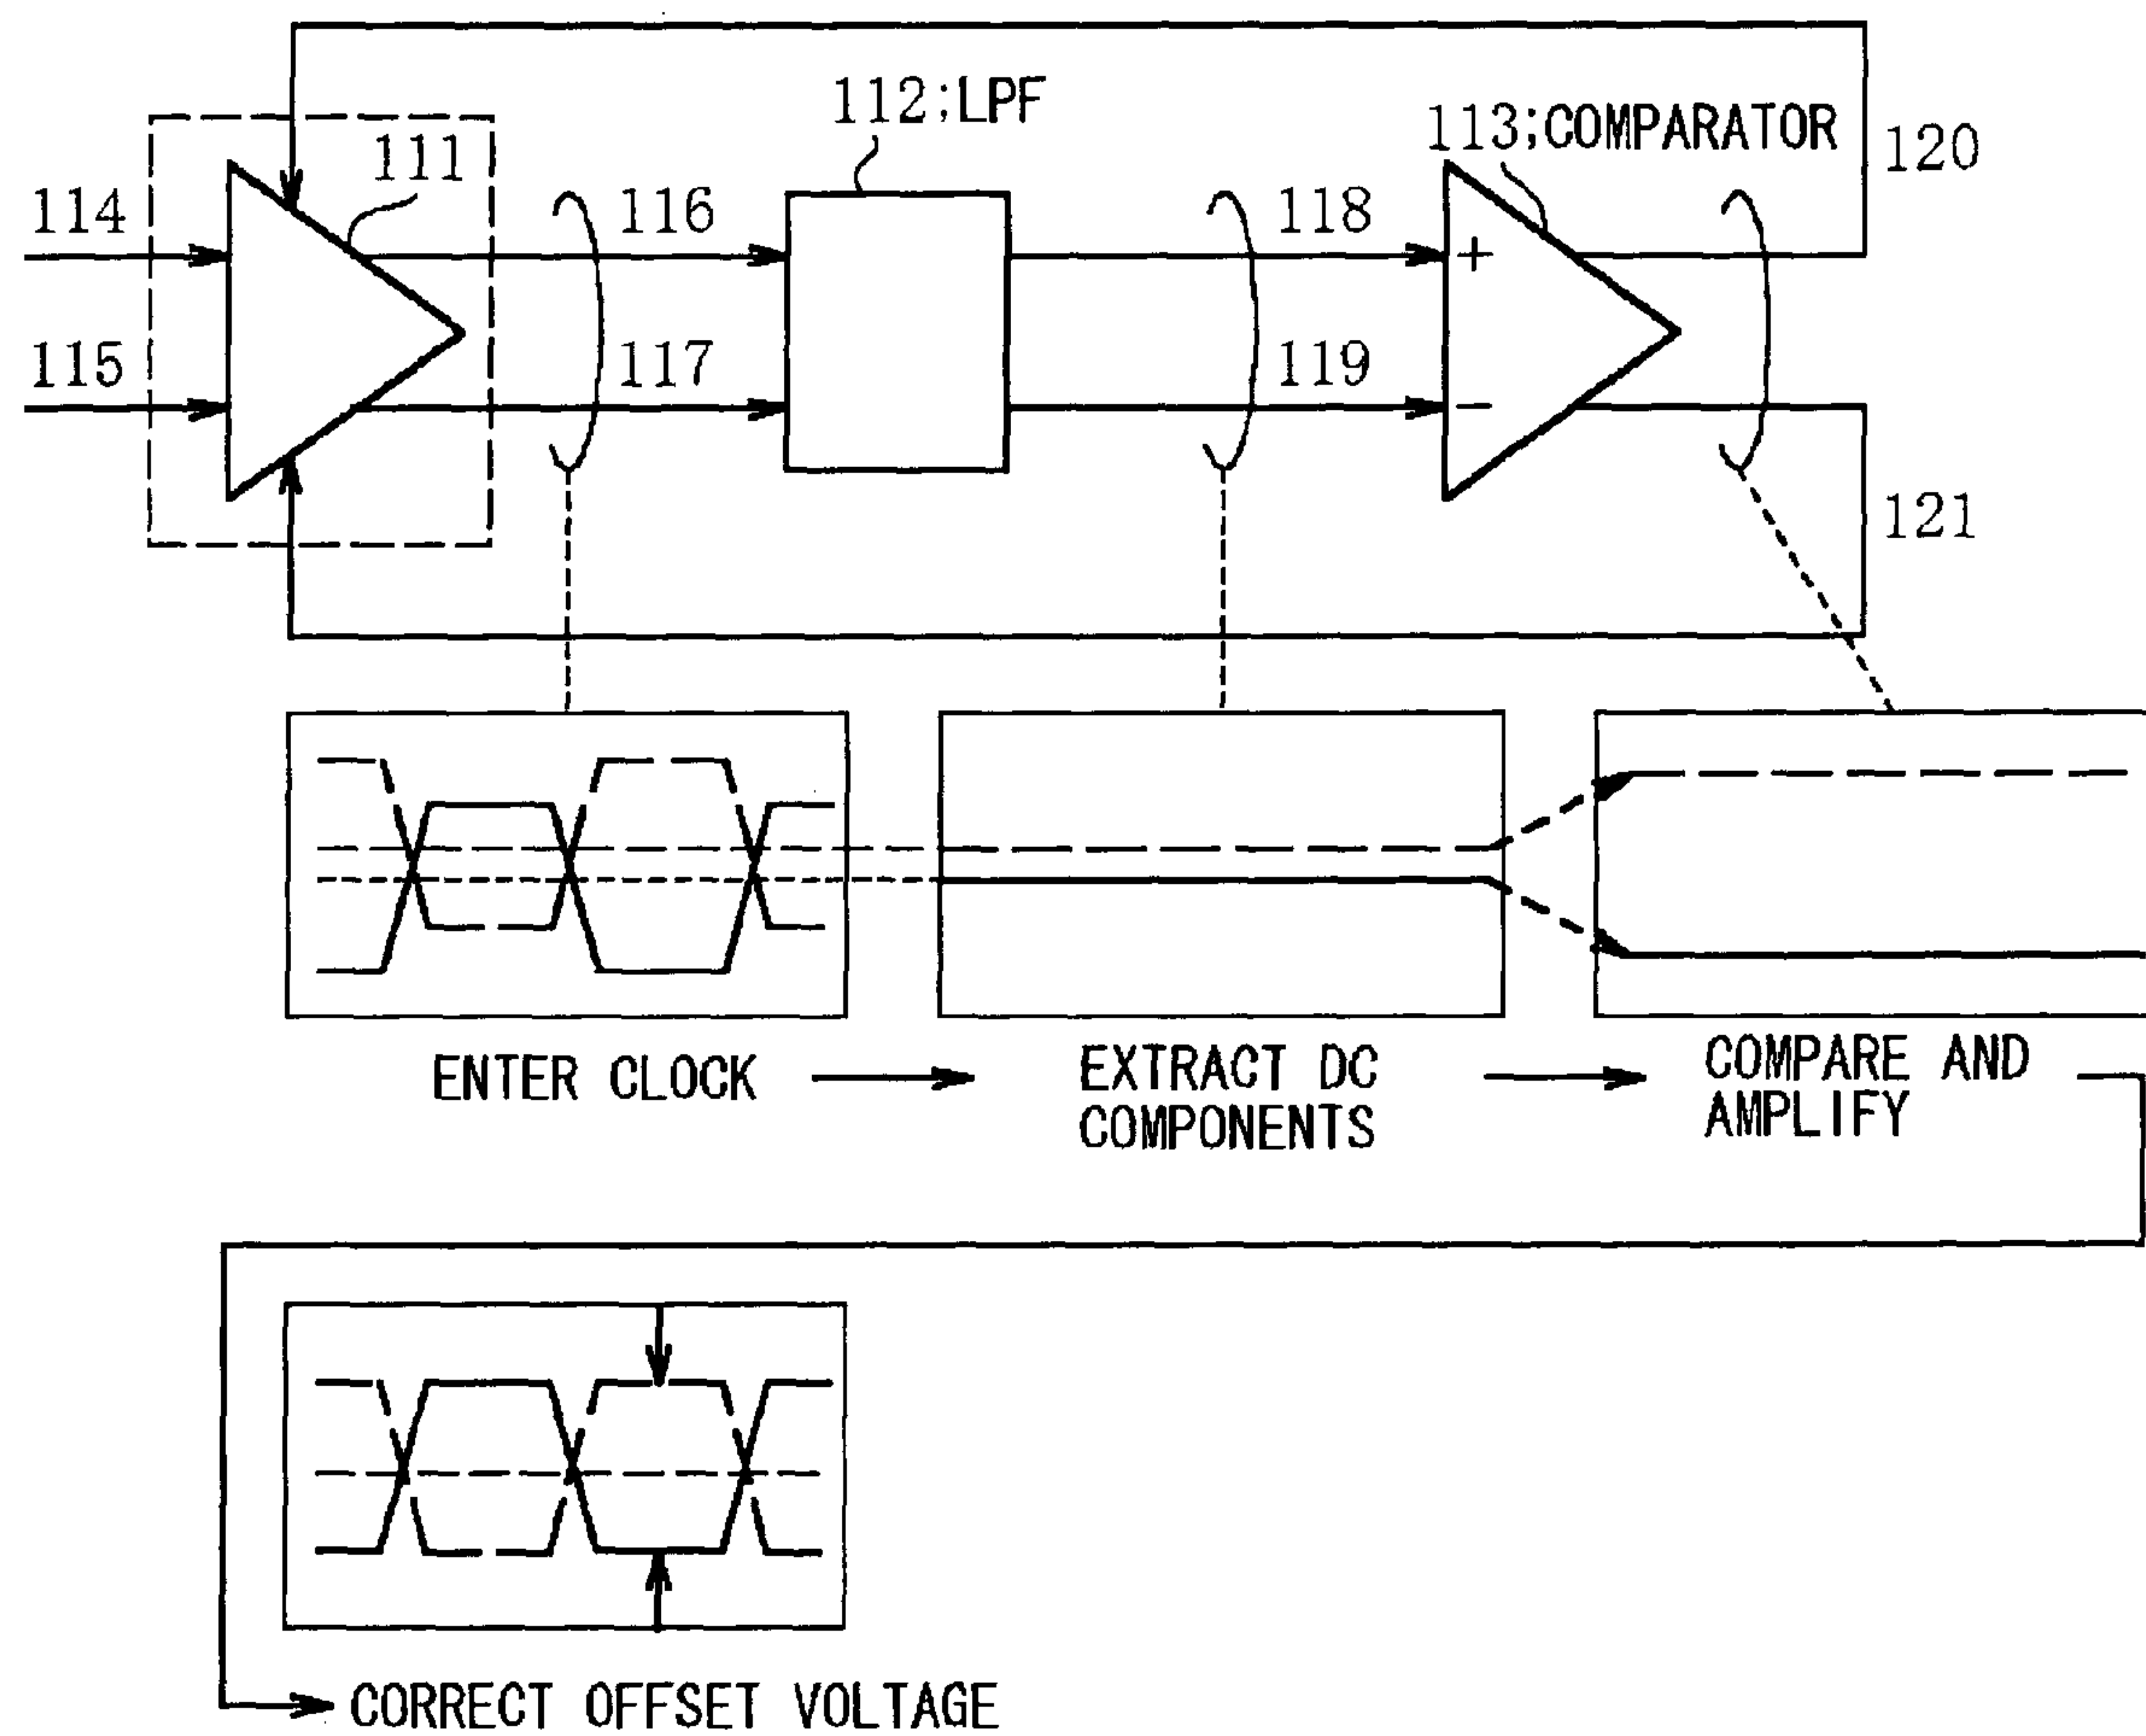 112;LPF
113;COMPARATOR
120
111
114
116
118
+
115
117
119
−
121
ENTER CLOCK
EXTRACT DC
COMPONENTS
COMPARE AND
AMPLIFY
CORRECT OFFSET VOLTAGE